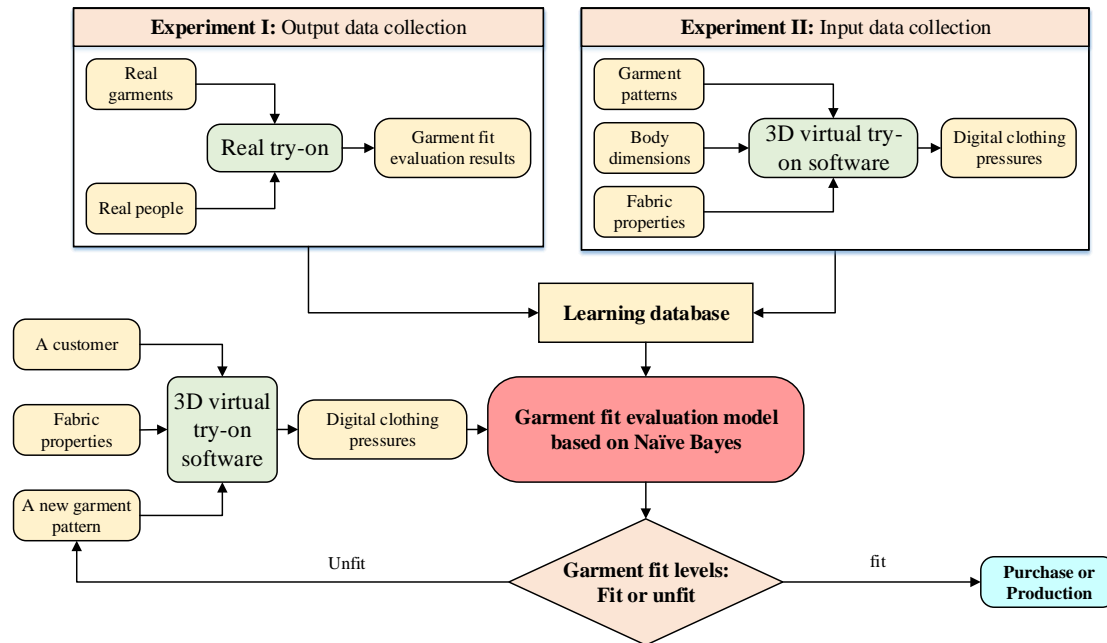 Experiment I: Output data collection
Real
garments
Real try-on
Garment fit
evaluation results
Real people
Experiment II: Input data collection
Garment
patterns
Body
dimensions
Fabric
properties
3D virtual try-
on software
Digital clothing
pressures
Learning database
A customer
Fabric
properties
A new garment
pattern
3D virtual
try-on
software
Digital clothing
pressures
Garment fit evaluation model
based on Naïve Bayes
Unfit
Garment fit levels:
Fit or unfit
fit
Purchase or
Production